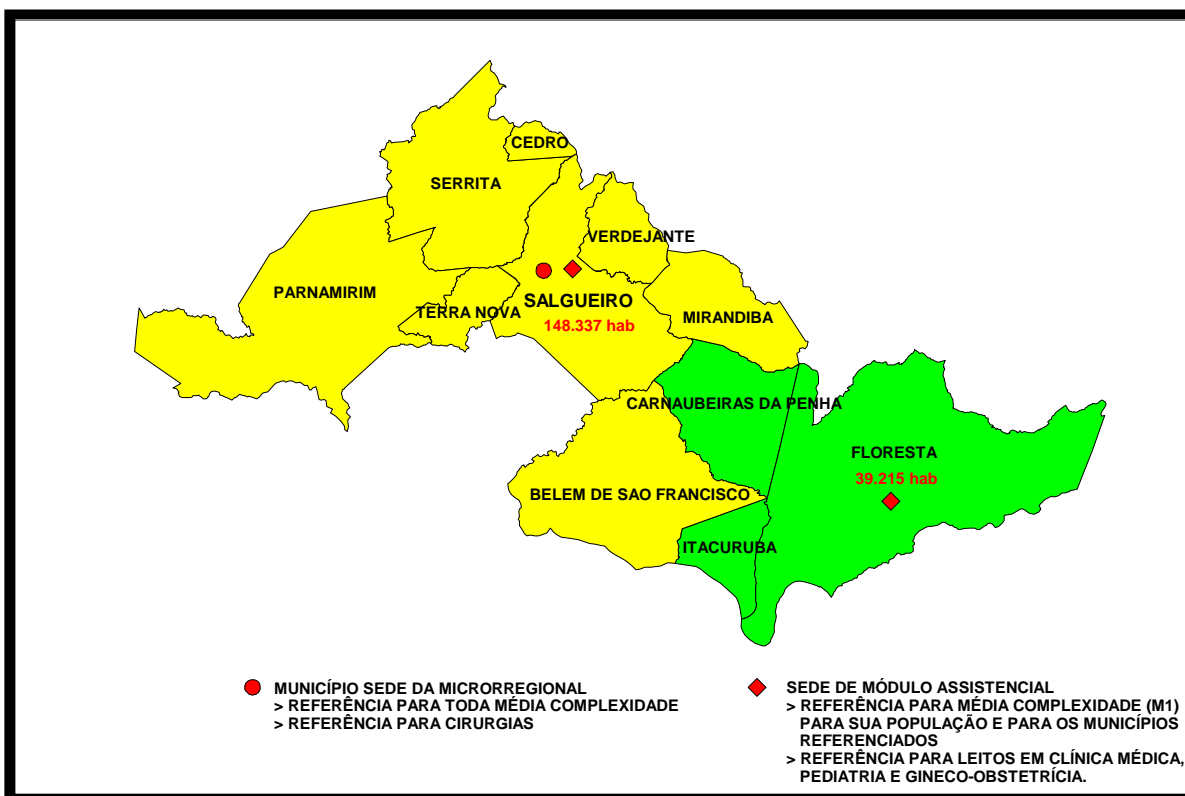 CEDRO
SERRITA
VERDEJANTE
PARNAMIRIM
TERRA NOVA
SALGUEIRO
148.337 hab
MIRANDIBA
CARNAUBEIRAS DA PENHA
FLORESTA
39.215 hab
BELEM DE SAO FRANCISCO
ITACURUBA
MUNICÍPIO SEDE DA MICRORREGIONAL
> REFERÊNCIA PARA TODA MÉDIA COMPLEXIDADE
> REFERÊNCIA PARA CIRURGIAS
SEDE DE MÓDULO ASSISTENCIAL
> REFERÊNCIA PARA MÉDIA COMPLEXIDADE (M1)
PARA SUA POPULAÇÃO E PARA OS MUNICÍPIOS
REFERENCIADOS
> REFERÊNCIA PARA LEITOS EM CLÍNICA MÉDICA,
PEDIATRIA E GINECO-OBSTETRÍCIA.